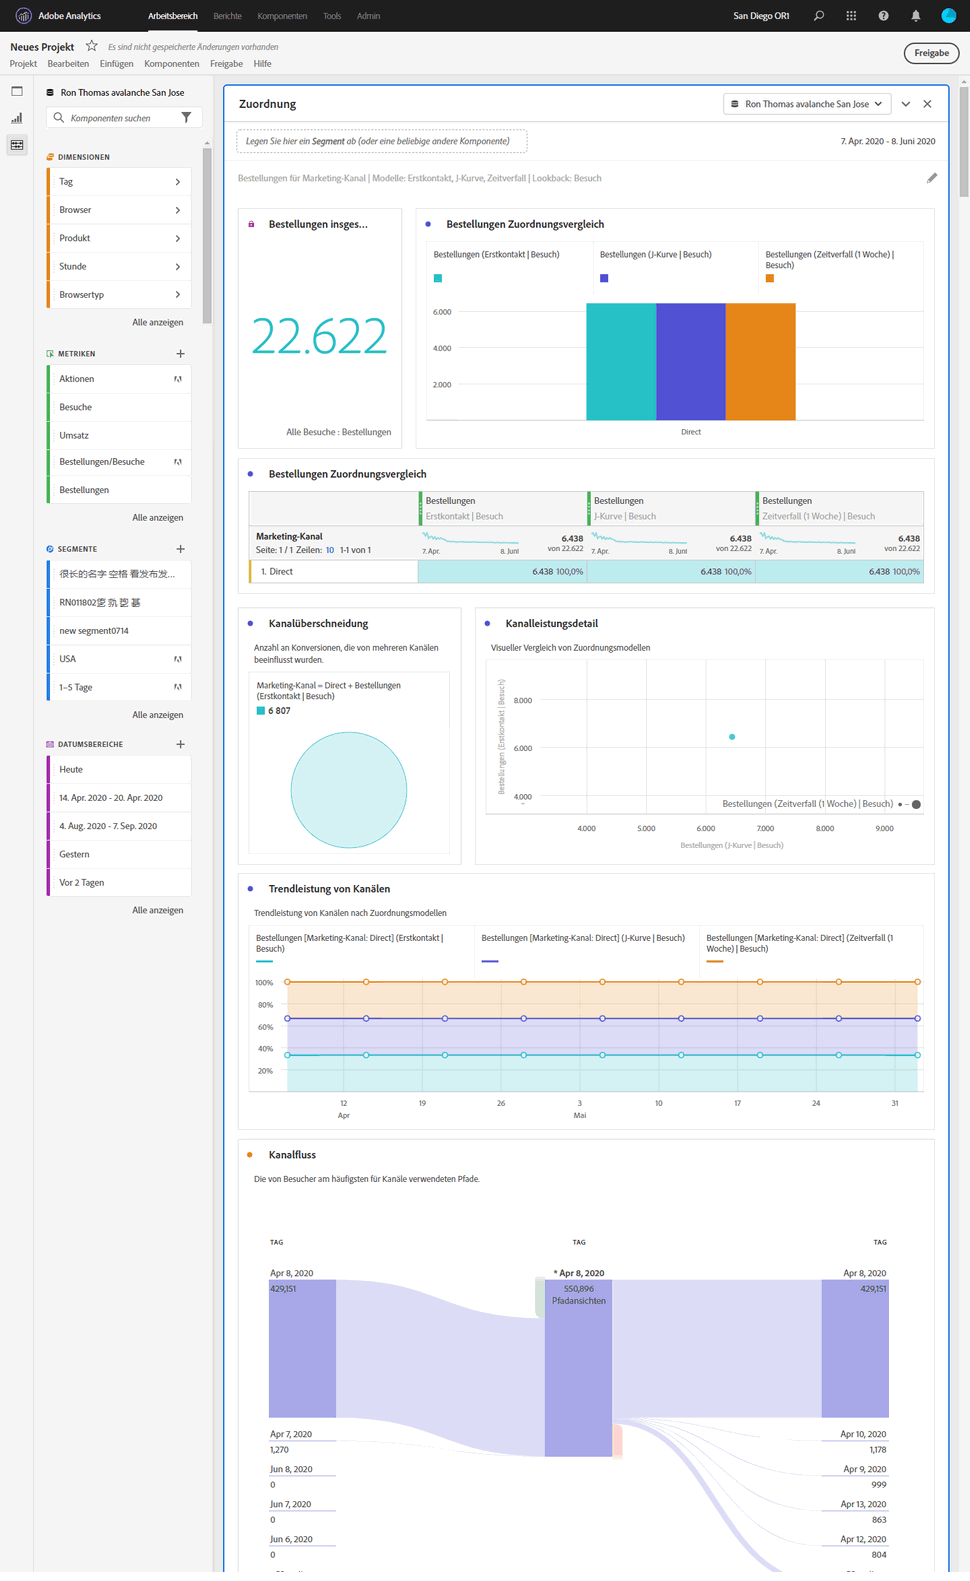 Adobe Analytics
Arbeitsbereich
Berichte
Komponenten
Tools
Admin
San Diego OR1
Neues Projekt
Es sind nicht gespeicherte Änderungen vorhanden
Projekt
Bearbeiten
Einfügen
Komponenten
Freigabe
Hilfe
Freigabe
Ron Thomas avalanche San Jose
Komponenten suchen
DIMENSIONEN
Tag
Browser
Produkt
Stunde
Browsertyp
Alle anzeigen
METRIKEN
Aktionen
Besuche
Umsatz
Bestellungen/Besuche
Bestellungen
Alle anzeigen
SEGMENTE
很长的名字 空格 看发布发...
new segment0714
USA
1–5 Tage
Alle anzeigen
DATUMSBEREICHE
Heute
14. Apr. 2020 - 20. Apr. 2020
4. Aug. 2020 - 7. Sep. 2020
Gestern
Vor 2 Tagen
Alle anzeigen
Zuordnung
Ron Thomas avalanche San Jose
Legen Sie hier ein Segment ab (oder eine beliebige andere Komponente)
7. Apr. 2020 - 8. Juni 2020
Bestellungen für Marketing-Kanal | Modelle: Erstkontakt, J-Kurve, Zeitverfall | Lookback: Besuch
Bestellungen insges...
22.622
Alle Besuche : Bestellungen
Bestellungen Zuordnungsvergleich
Bestellungen (Erstkontakt | Besuch)
Bestellungen (J-Kurve | Besuch)
Bestellungen (Zeitverfall (1 Woche) |
Besuch)
6.000
4.000
2.000
Direct
Bestellungen Zuordnungsvergleich
Bestellungen
Erstkontakt | Besuch
Bestellungen
J-Kurve | Besuch
Bestellungen
Zeitverfall (1 Woche) | Besuch
Marketing-Kanal
Seite: 1 / 1 Zeilen: 10 1-1 von 1
7. Apr.
8. Juni
6.438
von 22.622
7. Apr.
8. Juni
6.438
von 22.622
7. Apr.
8. Juni
6.438
von 22.622
1. Direct
6.438 100,0%
6.438 100,0%
6.438 100,0%
Kanalüberschneidung
Anzahl an Konversionen, die von mehreren Kanälen
beeinflusst wurden.
Marketing-Kanal = Direct + Bestellungen
(Erstkontakt | Besuch)
6 807
Kanalleistungsdetail
Visueller Vergleich von Zuordnungsmodellen
Bestellungen (Erstkontakt | Besuch)
8.000
6.000
4.000
Bestellungen (Zeitverfall (1 Woche) | Besuch)
4.000
5.000
6.000
7.000
8.000
9.000
Bestellungen (J-Kurve | Besuch)
Trendleistung von Kanälen
Trendleistung von Kanälen nach Zuordnungsmodellen
Bestellungen [Marketing-Kanal: Direct] (Erstkontakt |
Besuch)
Bestellungen [Marketing-Kanal: Direct] (J-Kurve | Besuch)
Bestellungen [Marketing-Kanal: Direct] (Zeitverfall (1
Woche) | Besuch)
100%
80%
60%
40%
20%
12
19
26
3
10
17
24
31
Apr
Mai
Kanalfluss
Die von Besucher am häufigsten für Kanäle verwendeten Pfade.
TAG
TAG
TAG
Apr 8, 2020
429,151
* Apr 8, 2020
550,896
Pfadansichten
Apr 8, 2020
429,151
Apr 7, 2020
1,270
Jun 8, 2020
0
Jun 7, 2020
0
Jun 6, 2020
0
Apr 10, 2020
1,178
Apr 9, 2020
999
Apr 13, 2020
863
Apr 12, 2020
804